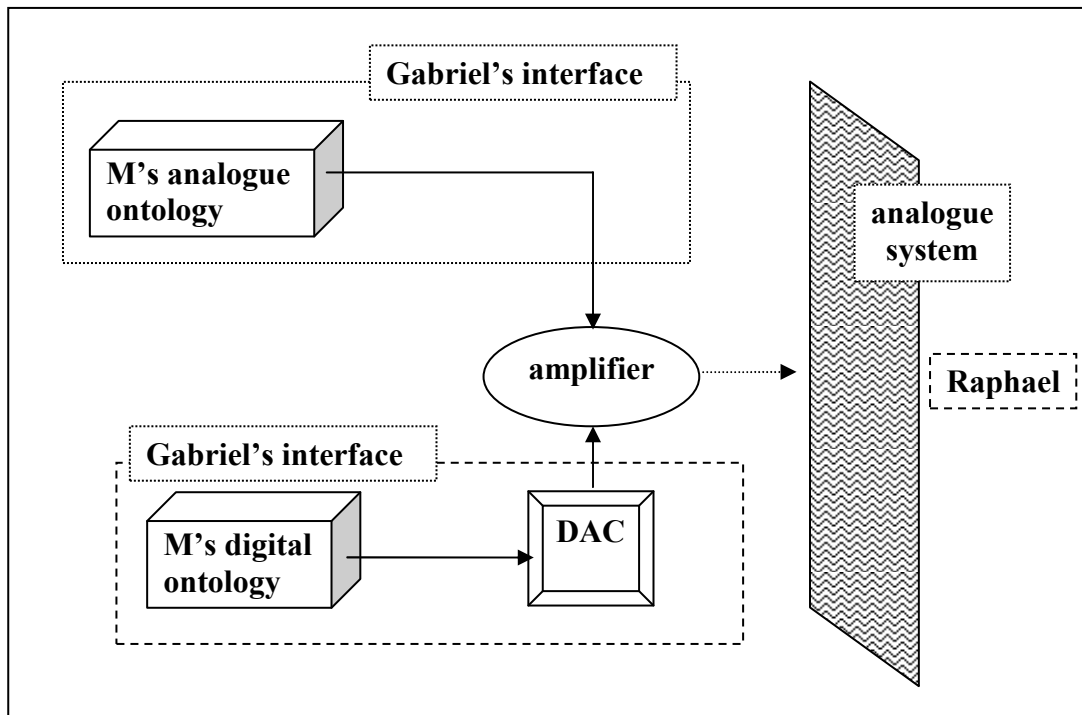 Gabriel’s interface
M’s analogue
ontology
analogue
system
amplifier
Raphael
Gabriel’s interface
M’s digital
ontology
DAC